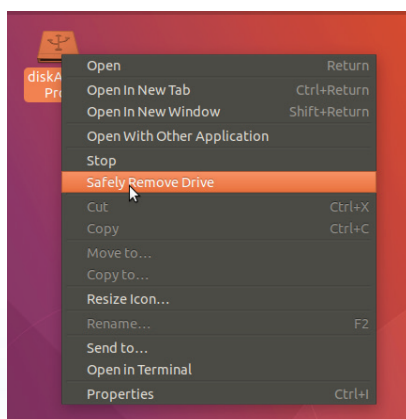 diskA
Pro
Open Return
Open In New Tab Ctrl+Return
Open In New Window Shift+Return
Open With Other Application
Stop
Safely Remove Drive
Cut Ctrl+X
Copy Ctrl+C
Move to...
Copy to...
Resize Icon...
Rename... F2
Send to...
Open in Terminal
Properties Ctrl+I